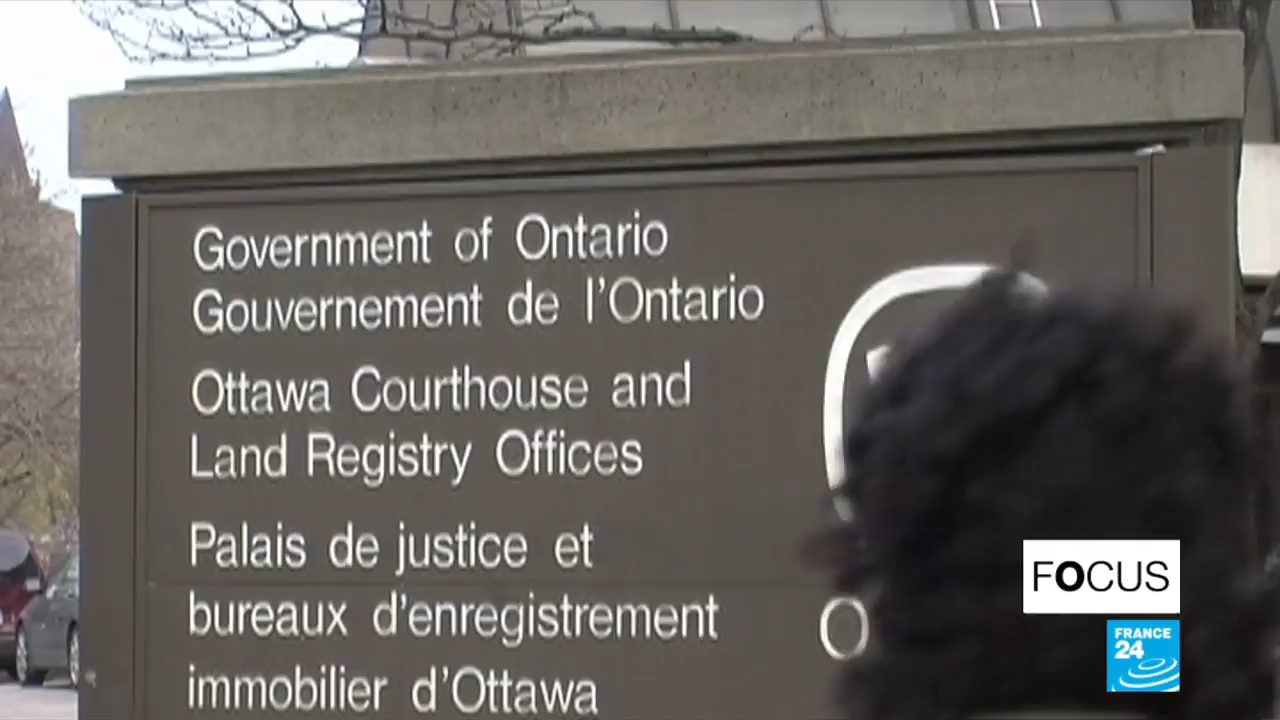 Government of Ontario
Gouvernement de l'Ontario
Ottawa Courthouse and
Land Registry Offices
Palais de justice et
bureaux d'enregistrement
immobilier d'Ottawa
O
FOCUS
FRANCE
24